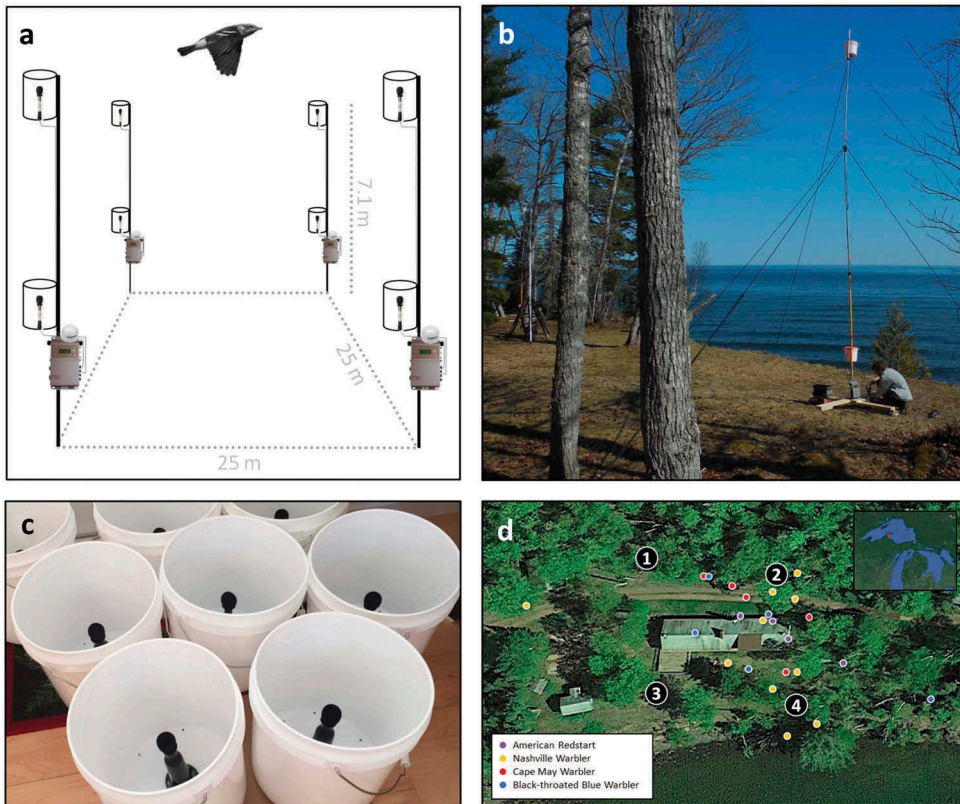 a
7.1 m
25 m
25 m
b
c
d
1
2
3
4
American Redstart
Nashville Warbler
Cape May Warbler
Black-throated Blue Warbler